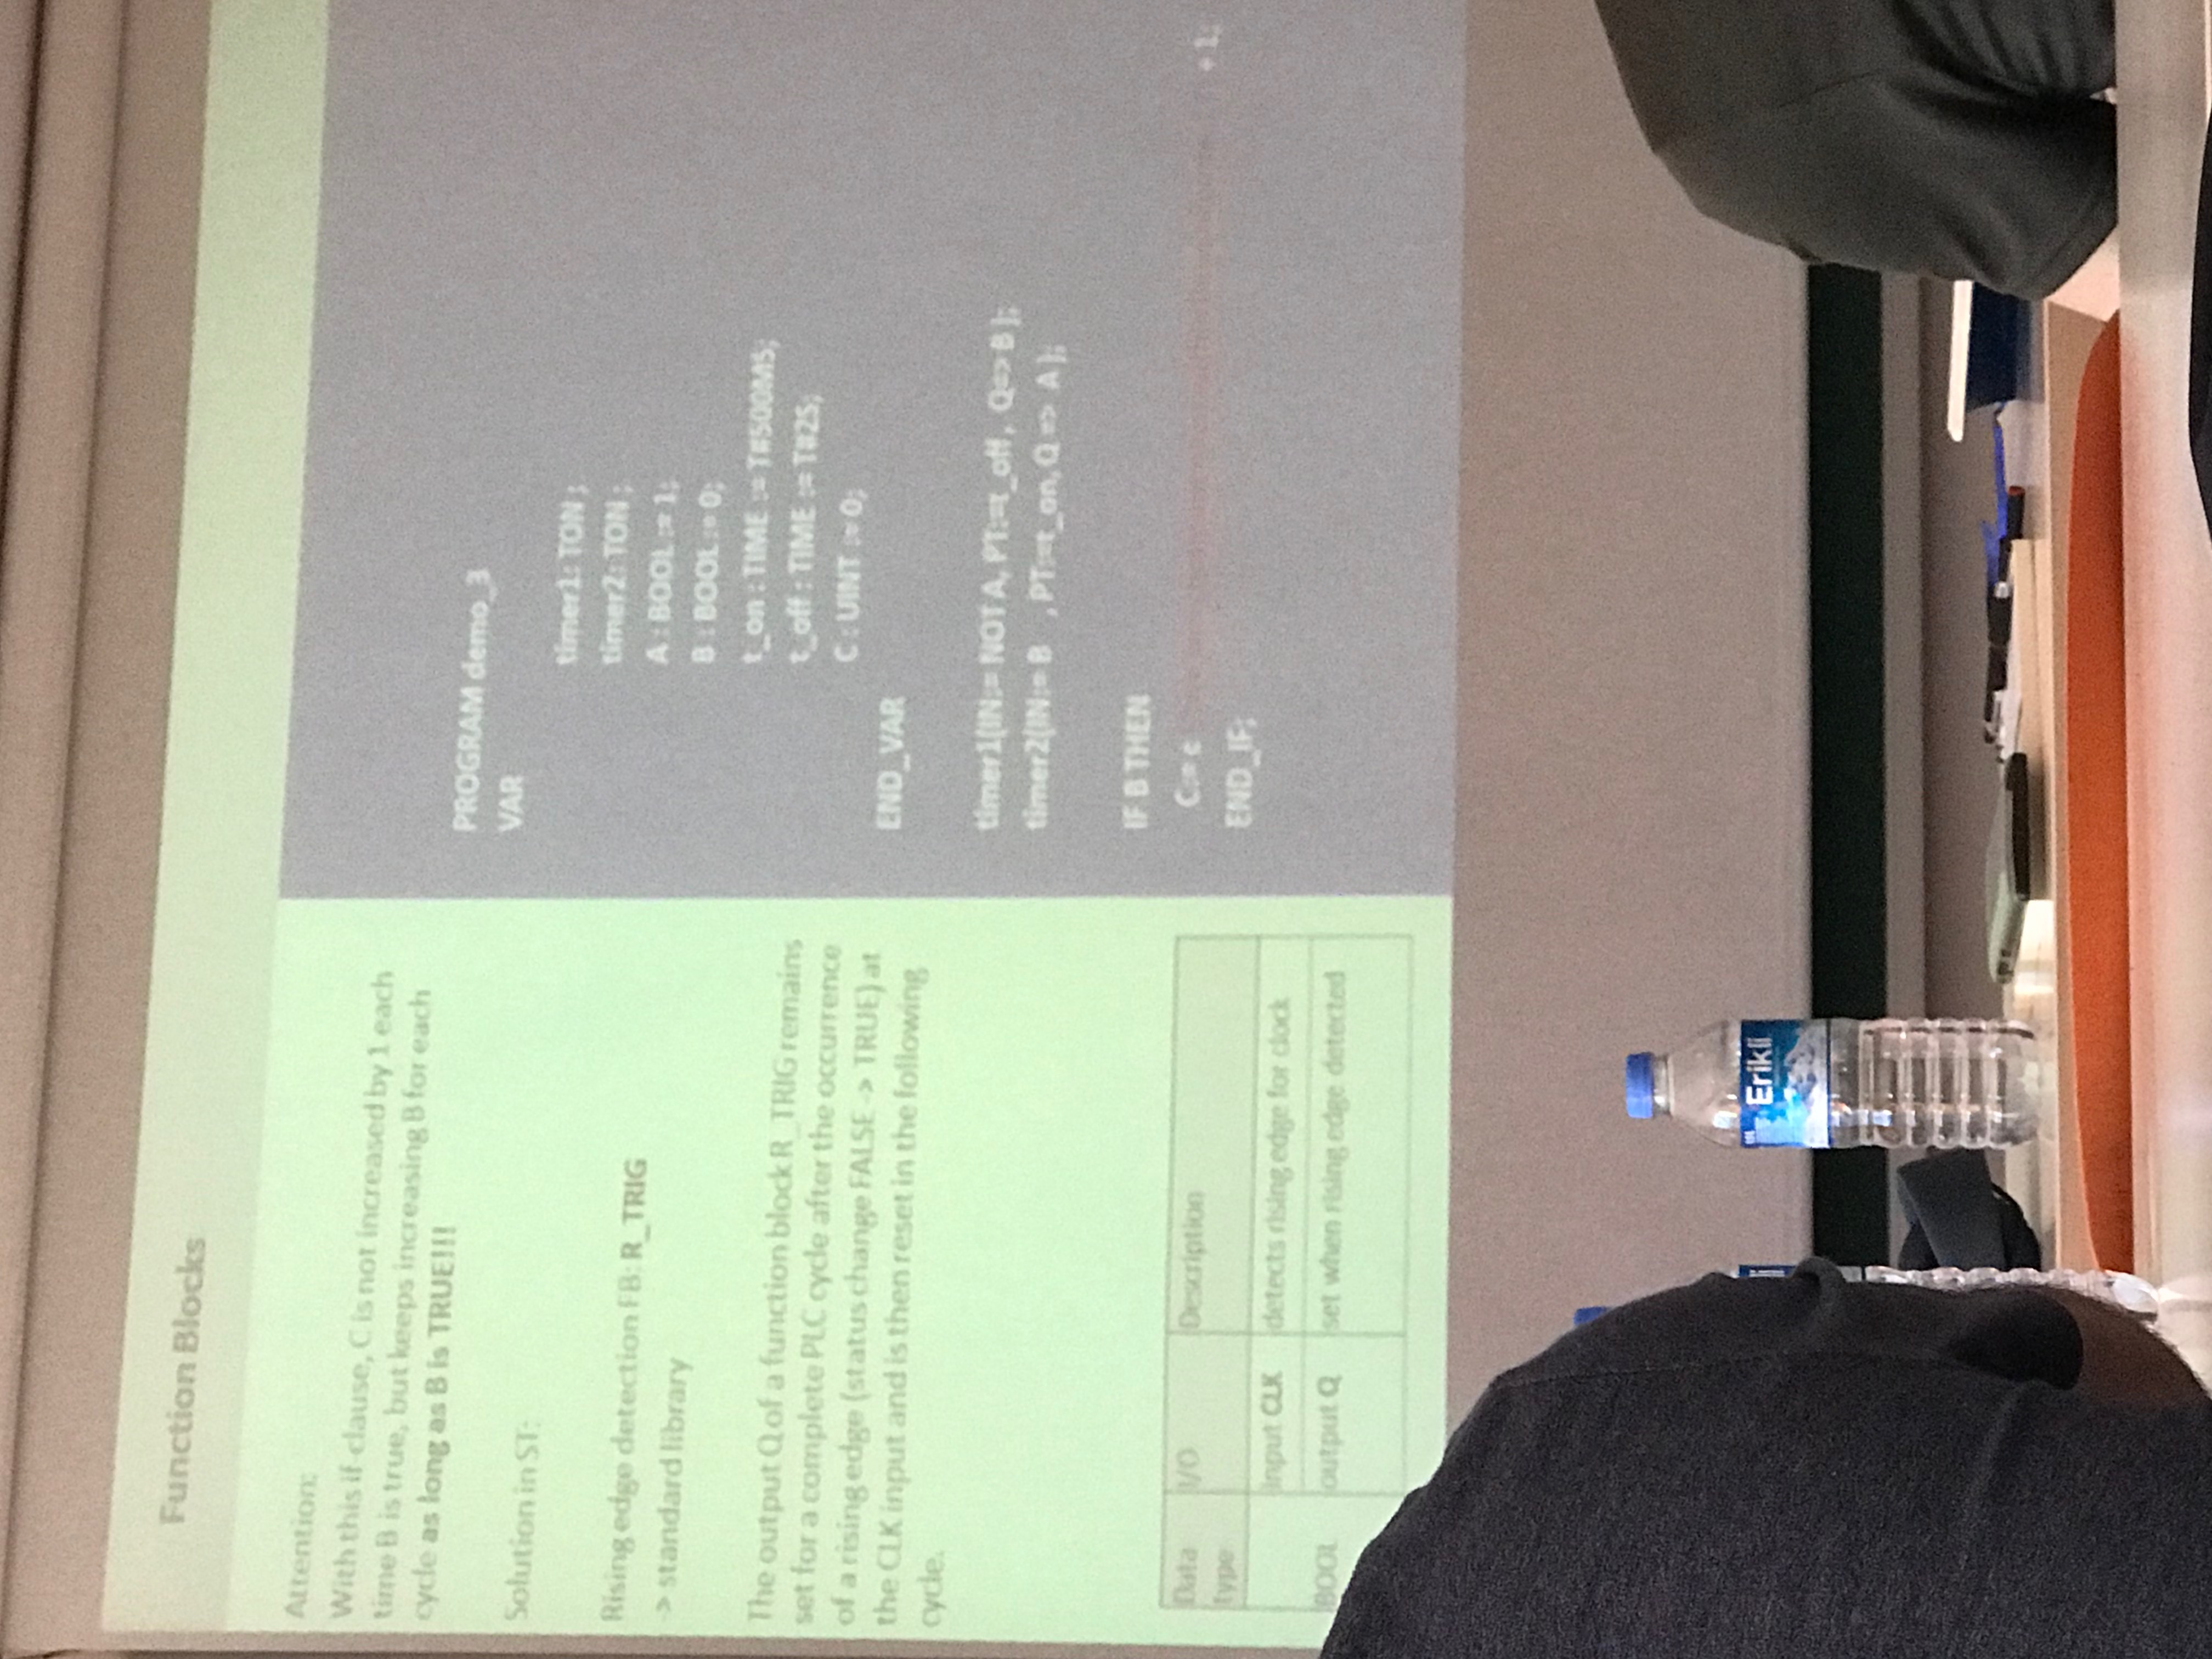 Function Blocks
Attention:
With this if-clause, C is not increased by 1 each
time B is true, but keeps increasing B for each
cycle as long as B is TRUE!!!
Solution in ST:
Rising edge detection FB: R_TRIG
-> standard library
The output Q of a function block R_TRIG remains
set for a complete PLC cycle after the occurrence
of a rising edge (status change FALSE -> TRUE) at
the CLK input and is then reset in the following
cycle.
Data type I/O Description
BOOL
input CLK detects rising edge for clock
output Q set when rising edge detected
PROGRAM demo_3
VAR
timer1: TON ;
timer2: TON ;
A : BOOL := 1;
B : BOOL := 0;
t_on : TIME := T#500MS;
t_off : TIME := T#2S;
C : UINT := 0;
END_VAR
timer1(IN:= NOT A, PT:=t_off, Q=> B );
timer2(IN:= B , PT:=t_on, Q => A );
IF B THEN
C:= c + 1;
END_IF;
Erikli